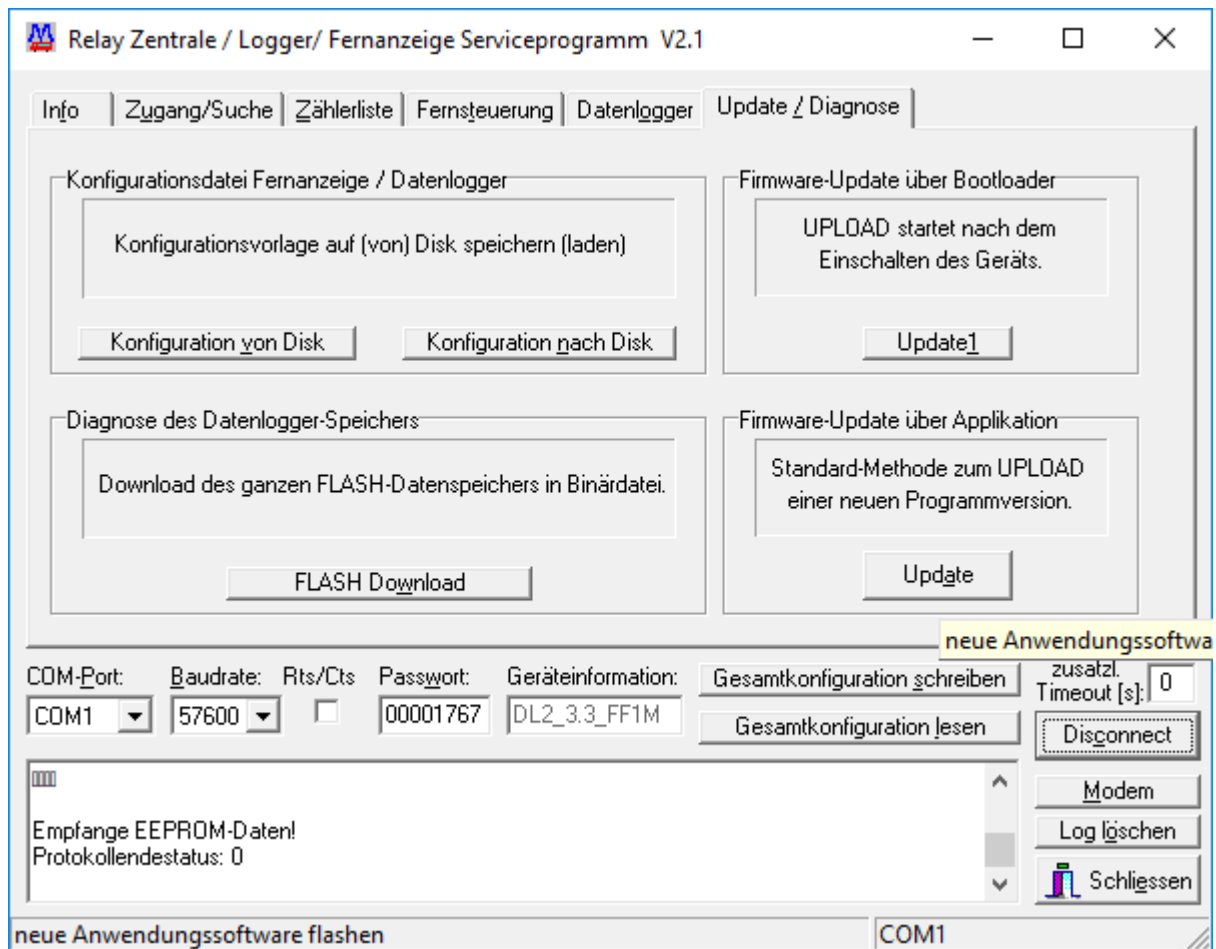 Relay Zentrale / Logger/ Fernanzeige Serviceprogramm V2.1
Info
Zugang/Suche
Zählerliste
Fernsteuerung
Datenlogger
Update / Diagnose
Konfigurationsdatei Fernanzeige / Datenlogger
Konfigurationsvorlage auf (von) Disk speichern (laden)
Konfiguration von Disk
Konfiguration nach Disk
Firmware-Update über Bootloader
UPLOAD startet nach dem
Einschalten des Geräts.
Update1
Diagnose des Datenlogger-Speichers
Download des ganzen FLASH-Datenspeichers in Binärdatei.
FLASH Download
Firmware-Update über Applikation
Standard-Methode zum UPLOAD
einer neuen Programmversion.
Update
neue Anwendungssoftwa
COM-Port:
Baudrate:
Rts/Cts
Passwort:
Geräteinformation:
COM1
57600
00001767
DL2_3.3_FF1M
Gesamtkonfiguration schreiben
Gesamtkonfiguration lesen
zusatzl.
Timeout [s]:
0
Disconnect
Modem
Log löschen
Schliessen
Empfange EEPROM-Daten!
Protokollendestatus: 0
neue Anwendungssoftware flashen
COM1